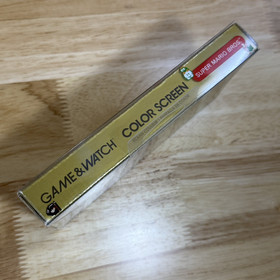 GAME&WATCH COLOR SCREEN
SUPER MARIO BROS.